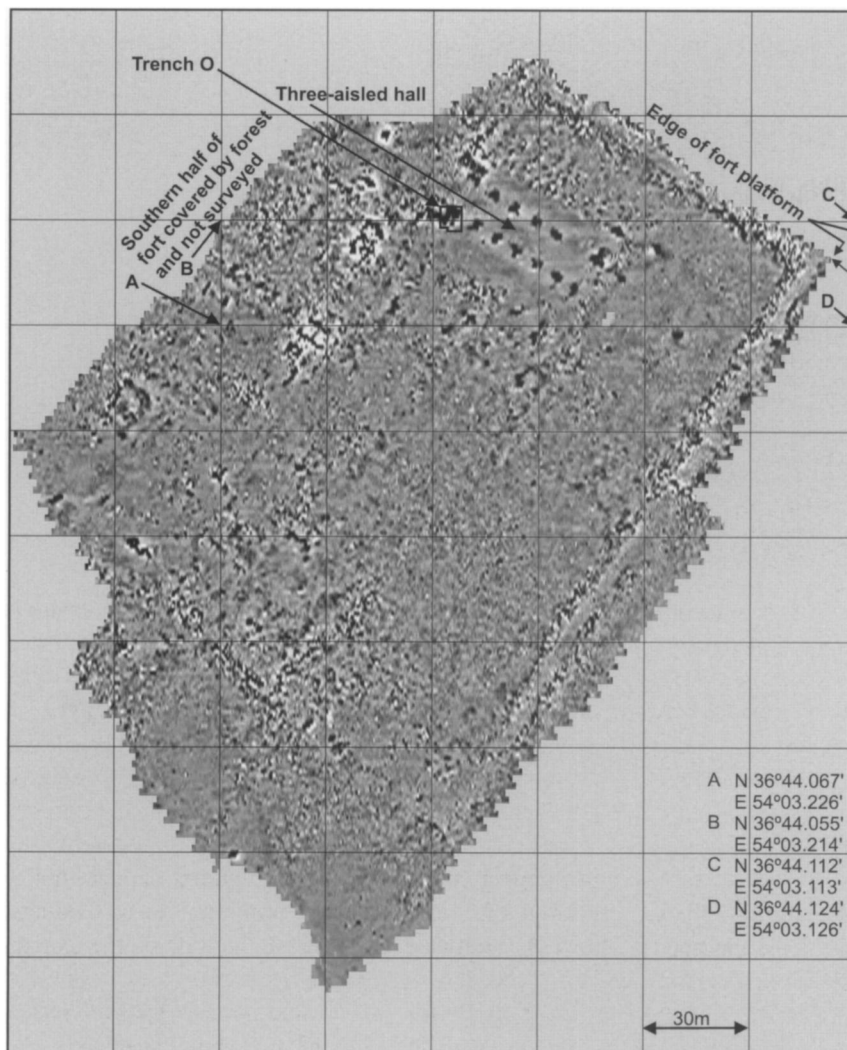 Trench O
Three-aisled hall
Southern half of
fort covered by forest
and not surveyed
Edge of fort platform
A
B
C
D
A N 36º44.067'
E 54º03.226'
B N 36º44.055'
E 54º03.214'
C N 36º44.112'
E 54º03.113'
D N 36º44.124'
E 54º03.126'
30m